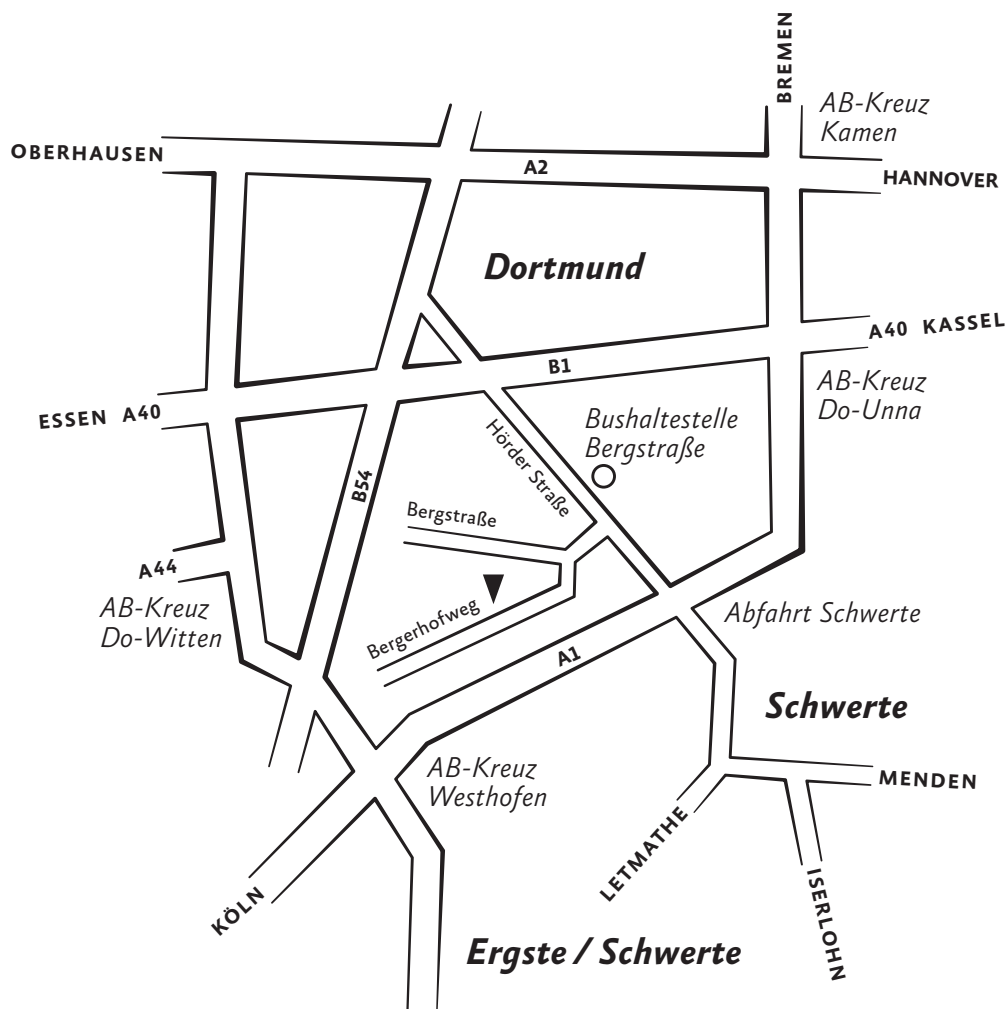 BREMEN
AB-Kreuz
Kamen
OBERHAUSEN
A2
HANNOVER
Dortmund
A40 KASSEL
B1
AB-Kreuz
Do-Unna
ESSEN A40
Bushaltestelle
Bergstraße
Hörder Straße
B54
Bergstraße
A44
AB-Kreuz
Do-Witten
Bergerhofweg
Abfahrt Schwerte
A1
Schwerte
AB-Kreuz
Westhofen
MENDEN
LETMATHE
KÖLN
ISERLOHN
Ergste / Schwerte